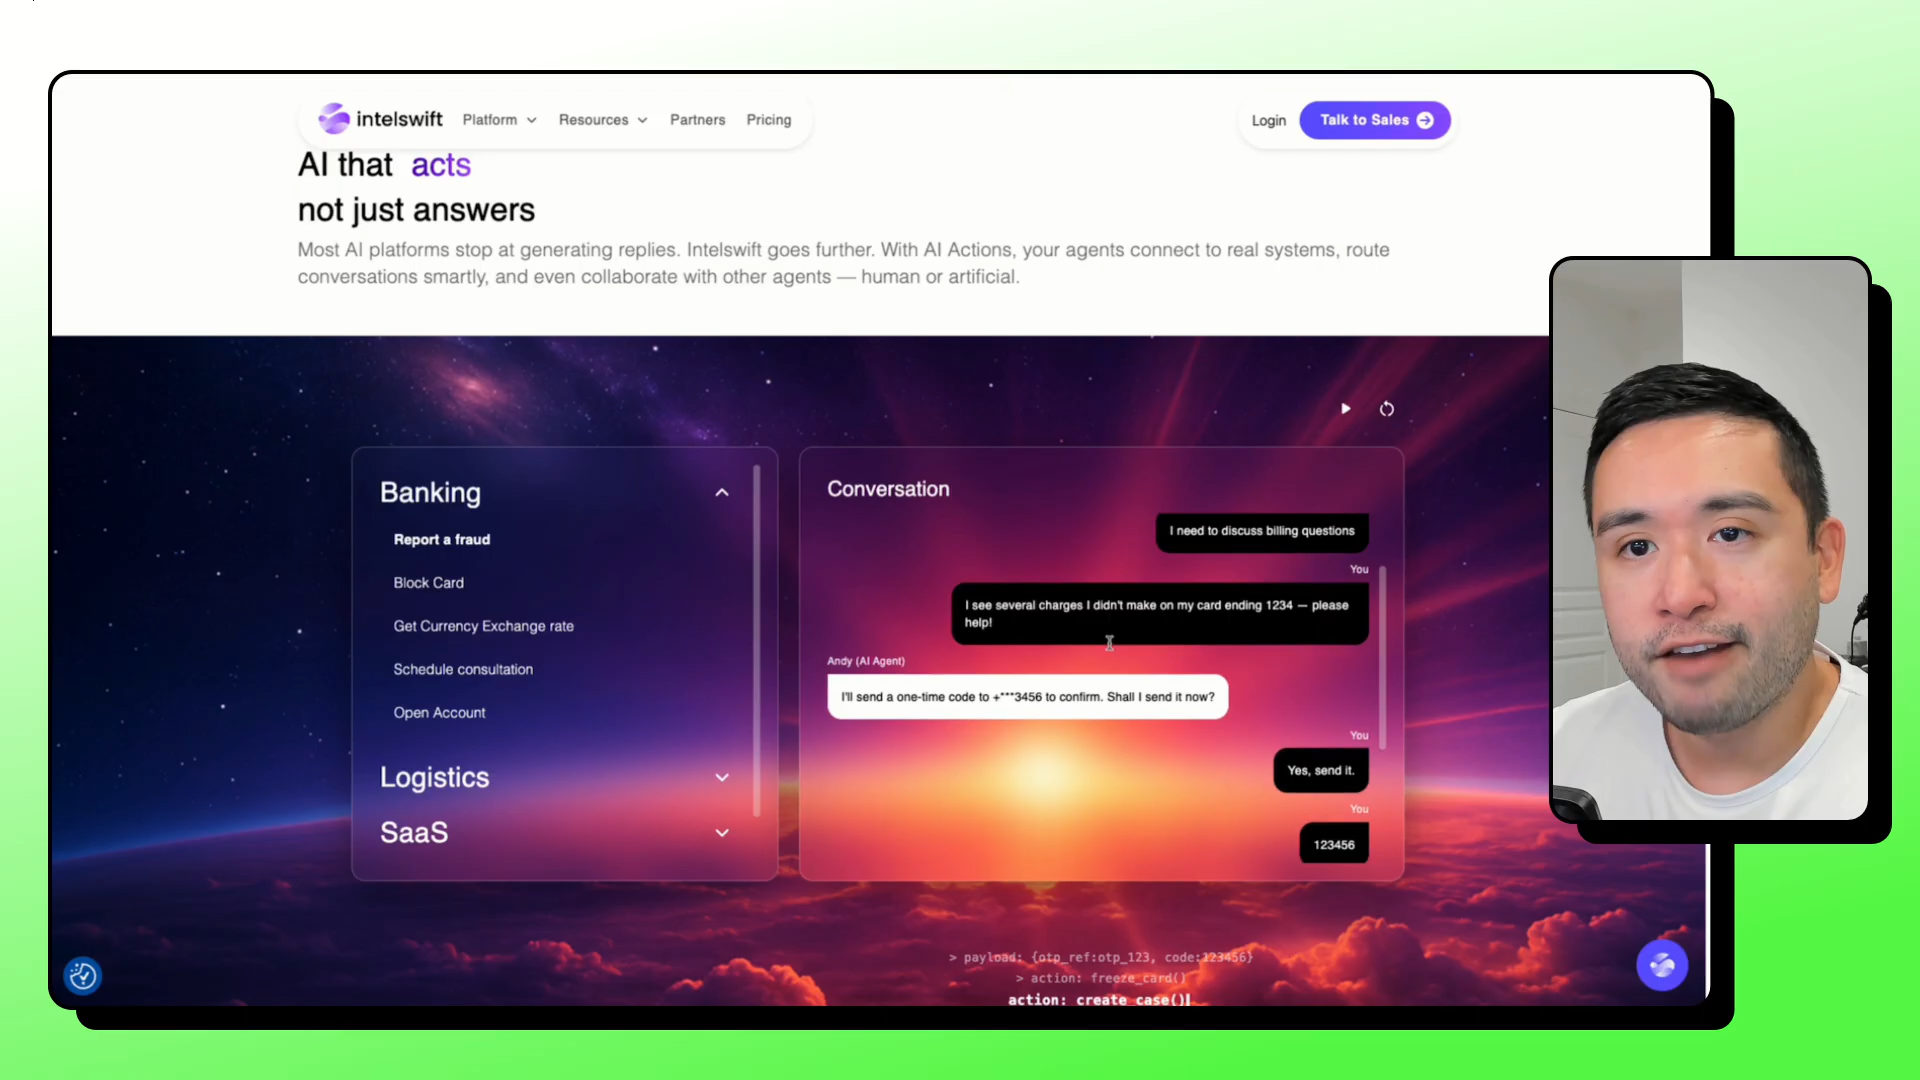 intelswift
Platform
Resources
Partners
Pricing
Login
Talk to Sales
AI that acts
not just answers
Most AI platforms stop at generating replies. Intelswift goes further. With AI Actions, your agents connect to real systems, route
conversations smartly, and even collaborate with other agents — human or artificial.
Banking
Report a fraud
Block Card
Get Currency Exchange rate
Schedule consultation
Open Account
Logistics
SaaS
Conversation
I need to discuss billing questions
You
I see several charges I didn't make on my card ending 1234 — please
help!
Andy (AI Agent)
I'll send a one-time code to +***3456 to confirm. Shall I send it now?
You
Yes, send it.
You
123456
> payload: {otp_ref:otp_123, code:123456}
> action: freeze_card()
action: create_case()